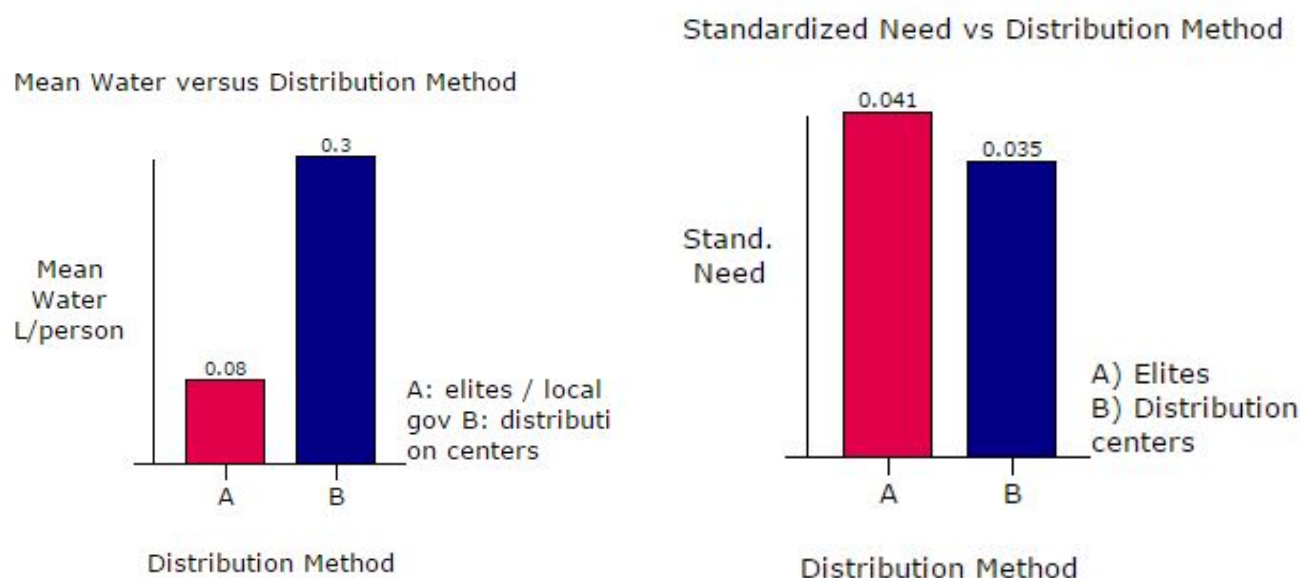 Mean Water versus Distribution Method
0.3
0.08
Mean
Water
L/person
A: elites / local
gov B: distributi
on centers
A
B
Distribution Method
Standardized Need vs Distribution Method
0.041
0.035
Stand.
Need
A) Elites
B) Distribution
centers
A
B
Distribution Method